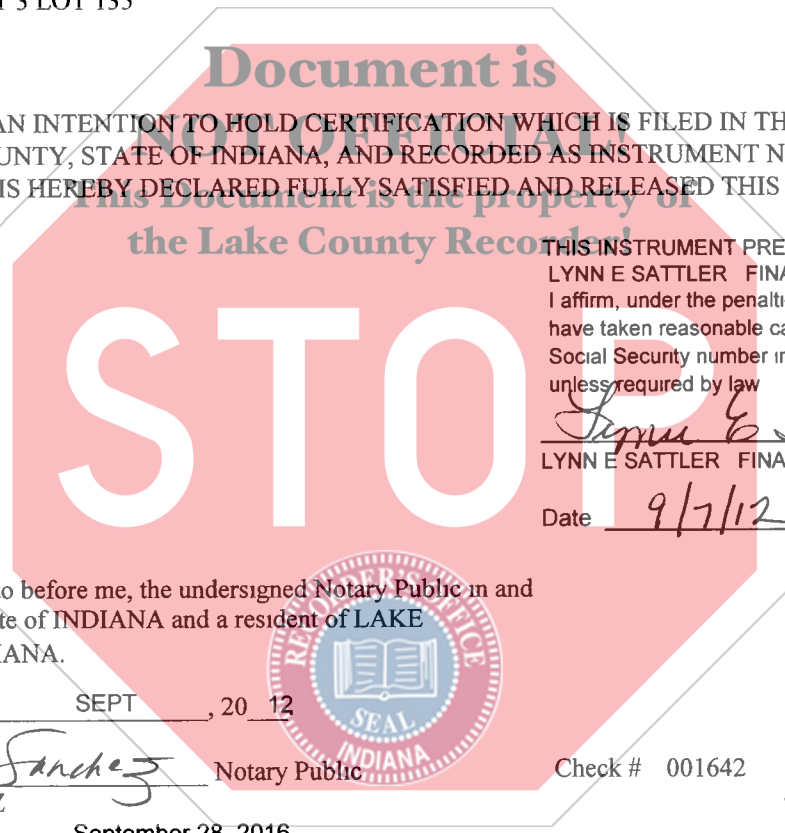 LOT 135
Document is
NOT OFFICIAL!
AN INTENTION TO HOLD CERTIFICATION WHICH IS FILED IN TH
UNTY, STATE OF INDIANA, AND RECORDED AS INSTRUMENT N
IS HEREBY DECLARED FULLY SATISFIED AND RELEASED THIS
This Document is the property of
the Lake County Recorder!
THIS INSTRUMENT PRE
LYNN E SATTLER FINA
I affirm, under the penalti
have taken reasonable ca
Social Security number in
unless required by law
Lynn E
LYNN E SATTLER FINA
Date 9/7/12
STOP
to before me, the undersigned Notary Public in and
te of INDIANA and a resident of LAKE
IANA.
SEPT , 20 12
Sanchez Notary Public
RECORDER'S OFFICE
SEAL
INDIANA
Check # 001642
September 28, 2016